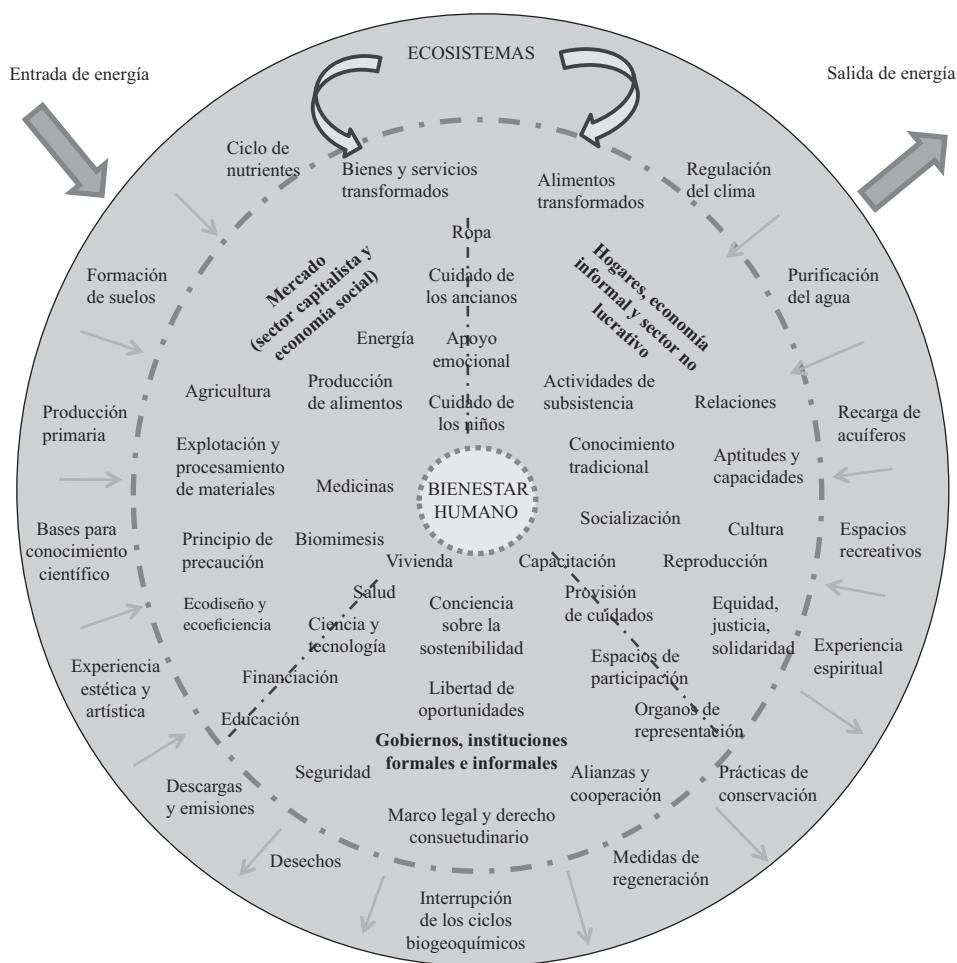 ECOSISTEMAS
Entrada de energía
Salida de energía
Ciclo de
nutrientes
Bienes y servicios
transformados
Alimentos
transformados
Regulación
del clima
Ropa
Mercado
(sector capitalista y
economía social)
Hogares, economía
informal y sector no
lucrativo
Formación
de suelos
Cuidado de
los ancianos
Purificación
del agua
Energía
Apoyo
emocional
Agricultura
Producción
de alimentos
Cuidado de
los niños
Actividades de
subsistencia
Relaciones
Producción
primaria
Recarga de
acuíferos
Explotación y
procesamiento
de materiales
Medicinas
BIENESTAR
HUMANO
Conocimiento
tradicional
Aptitudes y
capacidades
Socialización
Cultura
Bases para
conocimiento
científico
Principio de
precaución
Biomimesis
Vivienda
Capacitación
Reproducción
Espacios
recreativos
Salud
Provisión
de cuidados
Ecodiseño y
ecoeficiencia
Ciencia y
tecnología
Conciencia
sobre la
sostenibilidad
Equidad,
justicia,
solidaridad
Experiencia
espiritual
Experiencia
estética y
artística
Financiación
Espacios de
participación
Libertad de
oportunidades
Educación
Organos de
representación
Gobiernos, instituciones
formales e informales
Seguridad
Alianzas y
cooperación
Prácticas de
conservación
Descargas
y emisiones
Marco legal y derecho
consuetudinario
Desechos
Medidas de
regeneración
Interrupción
de los ciclos
biogeoquímicos